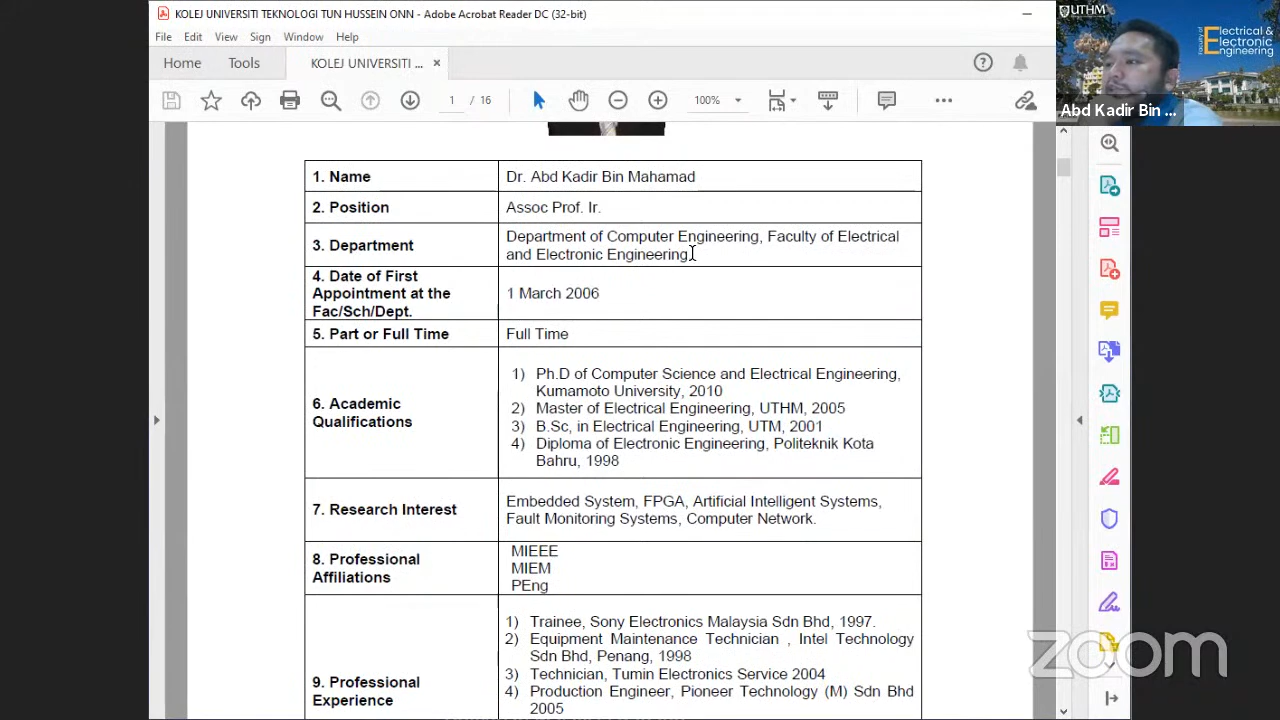 KOLEJ UNIVERSITI TEKNOLOGI TUN HUSSEIN ONN - Adobe Acrobat Reader DC (32-bit)
File Edit View Sign Window Help
Home Tools KOLEJ UNIVERSITI ... ×
1 / 16 100%
1. Name Dr. Abd Kadir Bin Mahamad
2. Position Assoc Prof. Ir.
3. Department Department of Computer Engineering, Faculty of Electrical
and Electronic Engineering
4. Date of First
Appointment at the
Fac/Sch/Dept.
1 March 2006
5. Part or Full Time Full Time
6. Academic
Qualifications
1) Ph.D of Computer Science and Electrical Engineering,
Kumamoto University, 2010
2) Master of Electrical Engineering, UTHM, 2005
3) B.Sc, in Electrical Engineering, UTM, 2001
4) Diploma of Electronic Engineering, Politeknik Kota
Bahru, 1998
7. Research Interest
Embedded System, FPGA, Artificial Intelligent Systems,
Fault Monitoring Systems, Computer Network.
8. Professional
Affiliations
MIEEE
MIEM
PEng
9. Professional
Experience
1) Trainee, Sony Electronics Malaysia Sdn Bhd, 1997.
2) Equipment Maintenance Technician , Intel Technology
Sdn Bhd, Penang, 1998
3) Technician, Tumin Electronics Service 2004
4) Production Engineer, Pioneer Technology (M) Sdn Bhd
2005
UTHM
Faculty of
Electrical &
Electronic
Engineering
Abd Kadir Bin ...
zoom